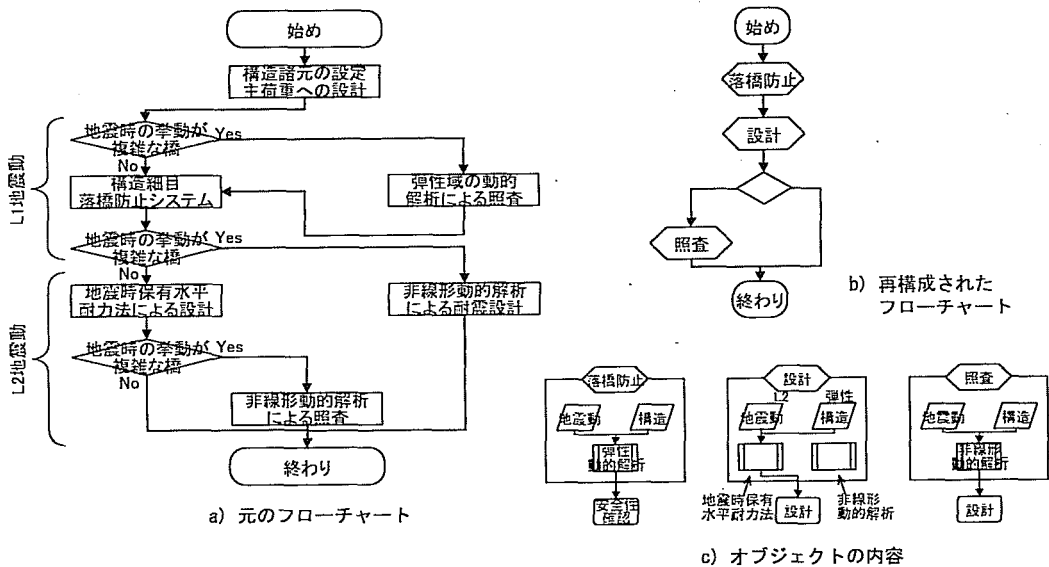 始め
構造諸元の設定
主荷重への設計
L1地震動
地震時の挙動が
複雑な橋
Yes
No
構造細目
落橋防止システム
弾性域の動的
解析による照査
地震時の挙動が
複雑な橋
Yes
No
L2地震動
地震時保有水平
耐力法による設計
非線形動的解析
による耐震設計
地震時の挙動が
複雑な橋
Yes
No
非線形動的解析
による照査
終わり
a) 元のフローチャート
始め
落橋防止
設計
照査
終わり
b) 再構成された
フローチャート
落橋防止
地震動
構造
弾性
動的解析
安全性
確認
設計
L2
弾性
地震動
構造
地震時保有
水平耐力法
設計
非線形
動的解析
照査
地震動
構造
非線形
動的解析
設計
c) オブジェクトの内容